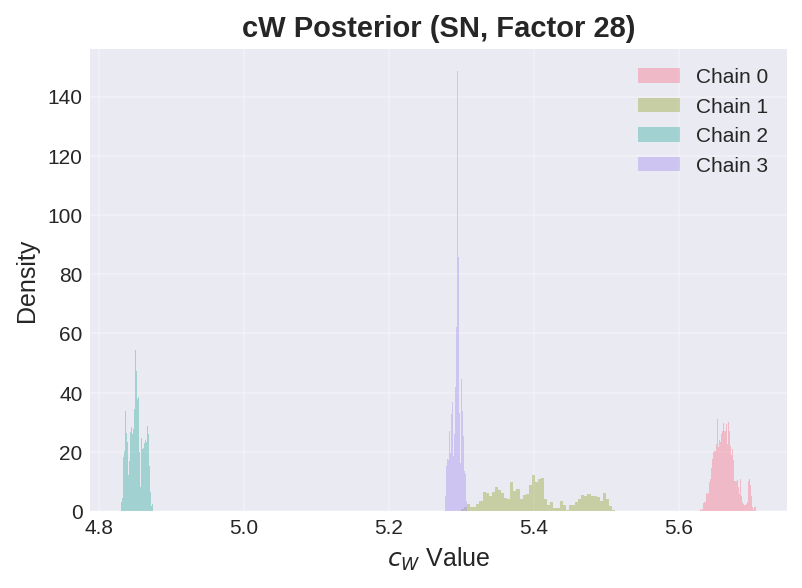 cW Posterior (SN, Factor 28)
Chain 0
Chain 1
Chain 2
Chain 3
140
120
100
80
60
40
20
0
Density
4.8 5.0 5.2 5.4 5.6
c_W Value